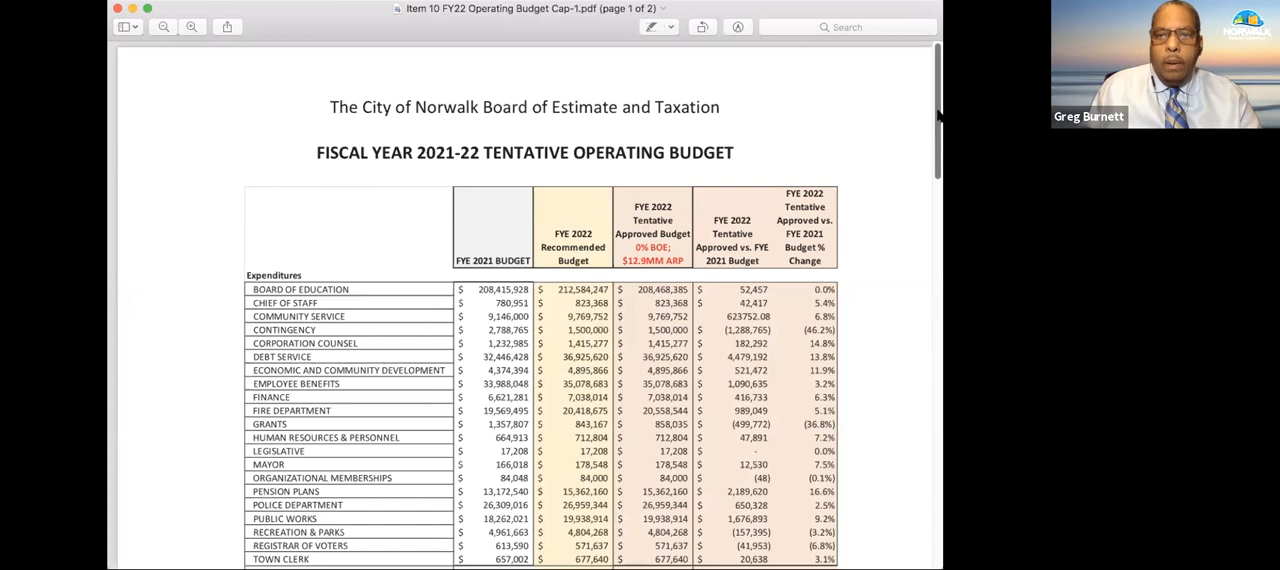 Item 10 FY22 Operating Budget Cap-1.pdf (page 1 of 2)
Search
The City of Norwalk Board of Estimate and Taxation
FISCAL YEAR 2021-22 TENTATIVE OPERATING BUDGET
FYE 2021 BUDGET
FYE 2022 Recommended Budget
FYE 2022 Tentative Approved Budget 0% BOE; $12.9MM ARP
FYE 2022 Tentative Approved vs. FYE 2021 Budget
FYE 2022 Tentative Approved vs. FYE 2021 Budget % Change
Expenditures
BOARD OF EDUCATION $ 208,415,928 $ 212,584,247 $ 208,468,385 $ 52,457 0.0%
CHIEF OF STAFF $ 780,951 $ 823,368 $ 823,368 $ 42,417 5.4%
COMMUNITY SERVICE $ 9,146,000 $ 9,769,752 $ 9,769,752 623752.08 6.8%
CONTINGENCY $ 2,788,765 $ 1,500,000 $ 1,500,000 $ (1,288,765) (46.2%)
CORPORATION COUNSEL $ 1,232,985 $ 1,415,277 $ 1,415,277 $ 182,292 14.8%
DEBT SERVICE $ 32,446,428 $ 36,925,620 $ 36,925,620 $ 4,479,192 13.8%
ECONOMIC AND COMMUNITY DEVELOPMENT $ 4,374,394 $ 4,895,866 $ 4,895,866 $ 521,472 11.9%
EMPLOYEE BENEFITS $ 33,988,048 $ 35,078,683 $ 35,078,683 $ 1,090,635 3.2%
FINANCE $ 6,621,281 $ 7,038,014 $ 7,038,014 $ 416,733 6.3%
FIRE DEPARTMENT $ 19,569,495 $ 20,418,675 $ 20,558,544 $ 989,049 5.1%
GRANTS $ 1,357,807 $ 843,167 $ 858,035 $ (499,772) (36.8%)
HUMAN RESOURCES & PERSONNEL $ 664,913 $ 712,804 $ 712,804 $ 47,891 7.2%
LEGISLATIVE $ 17,208 $ 17,208 $ 17,208 $ - 0.0%
MAYOR $ 166,018 $ 178,548 $ 178,548 $ 12,530 7.5%
ORGANIZATIONAL MEMBERSHIPS $ 84,048 $ 84,000 $ 84,000 $ (48) (0.1%)
PENSION PLANS $ 13,172,540 $ 15,362,160 $ 15,362,160 $ 2,189,620 16.6%
POLICE DEPARTMENT $ 26,309,016 $ 26,959,344 $ 26,959,344 $ 650,328 2.5%
PUBLIC WORKS $ 18,262,021 $ 19,938,914 $ 19,938,914 $ 1,676,893 9.2%
RECREATION & PARKS $ 4,961,663 $ 4,804,268 $ 4,804,268 $ (157,395) (3.2%)
REGISTRAR OF VOTERS $ 613,590 $ 571,637 $ 571,637 $ (41,953) (6.8%)
TOWN CLERK $ 657,002 $ 677,640 $ 677,640 $ 20,638 3.1%
NORWALK
Greg Burnett